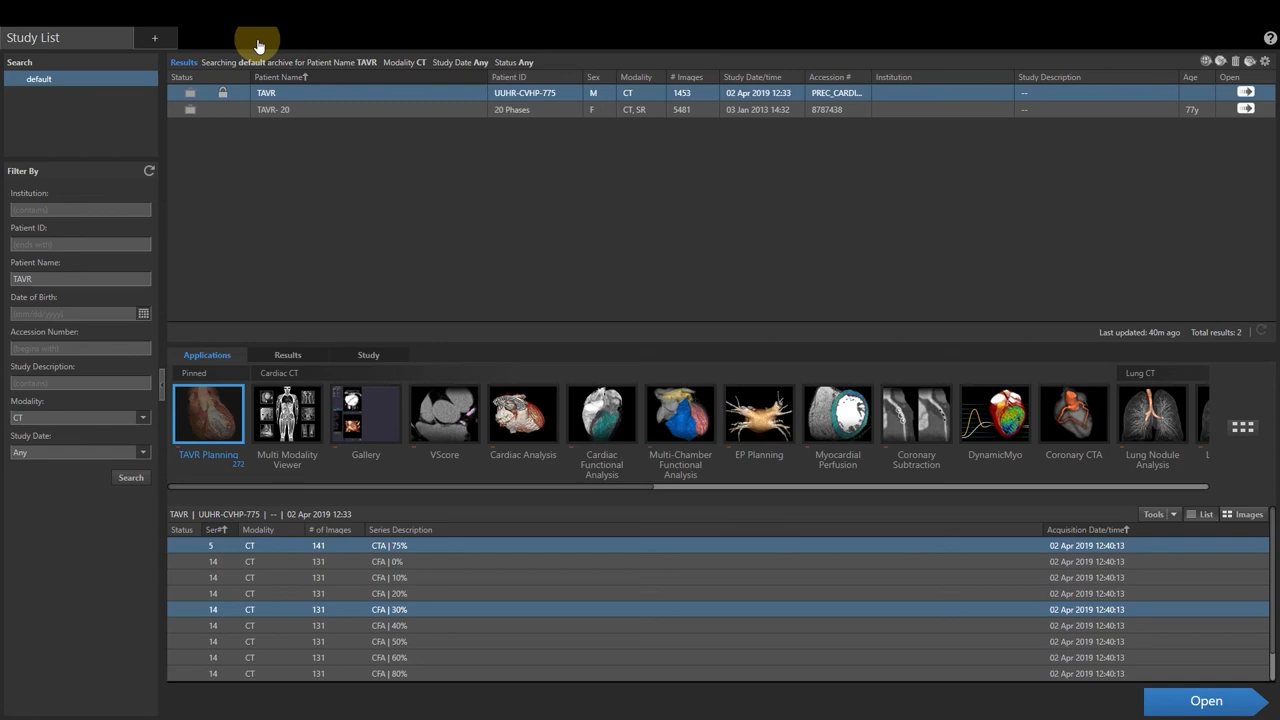 Study List
+
Search
default
Results Searching default archive for Patient Name TAVR Modality CT Study Date Any Status Any
Status Patient Name Patient ID Sex Modality # Images Study Date/time Accession # Institution Study Description Age Open
TAVR UUHR-CVHP-775 M CT 1453 02 Apr 2019 12:33 PREC_CARDI... --
TAVR- 20 20 Phases F CT, SR 5481 03 Jan 2013 14:32 8787438 -- 77y
Filter By
Institution:
(contains)
Patient ID:
(ends with)
Patient Name:
TAVR
Date of Birth:
(mm/dd/yyyy)
Accession Number:
(begins with)
Study Description:
(contains)
Modality:
CT
Study Date:
Any
Search
Last updated: 40m ago Total results: 2
Applications Results Study
Pinned Cardiac CT Lung CT
TAVR Planning
272
Multi Modality
Viewer
Gallery
VScore
Cardiac Analysis
Cardiac
Functional
Analysis
Multi-Chamber
Functional
Analysis
EP Planning
Myocardial
Perfusion
Coronary
Subtraction
DynamicMyo
Coronary CTA
Lung Nodule
Analysis
TAVR | UUHR-CVHP-775 | -- | 02 Apr 2019 12:33 Tools List Images
Status Ser# Modality # of Images Series Description Acquisition Date/time
5 CT 141 CTA | 75% 02 Apr 2019 12:40:13
14 CT 131 CFA | 0% 02 Apr 2019 12:40:13
14 CT 131 CFA | 10% 02 Apr 2019 12:40:13
14 CT 131 CFA | 20% 02 Apr 2019 12:40:13
14 CT 131 CFA | 30% 02 Apr 2019 12:40:13
14 CT 131 CFA | 40% 02 Apr 2019 12:40:13
14 CT 131 CFA | 50% 02 Apr 2019 12:40:13
14 CT 131 CFA | 60% 02 Apr 2019 12:40:13
14 CT 131 CFA | 80% 02 Apr 2019 12:40:13
Open